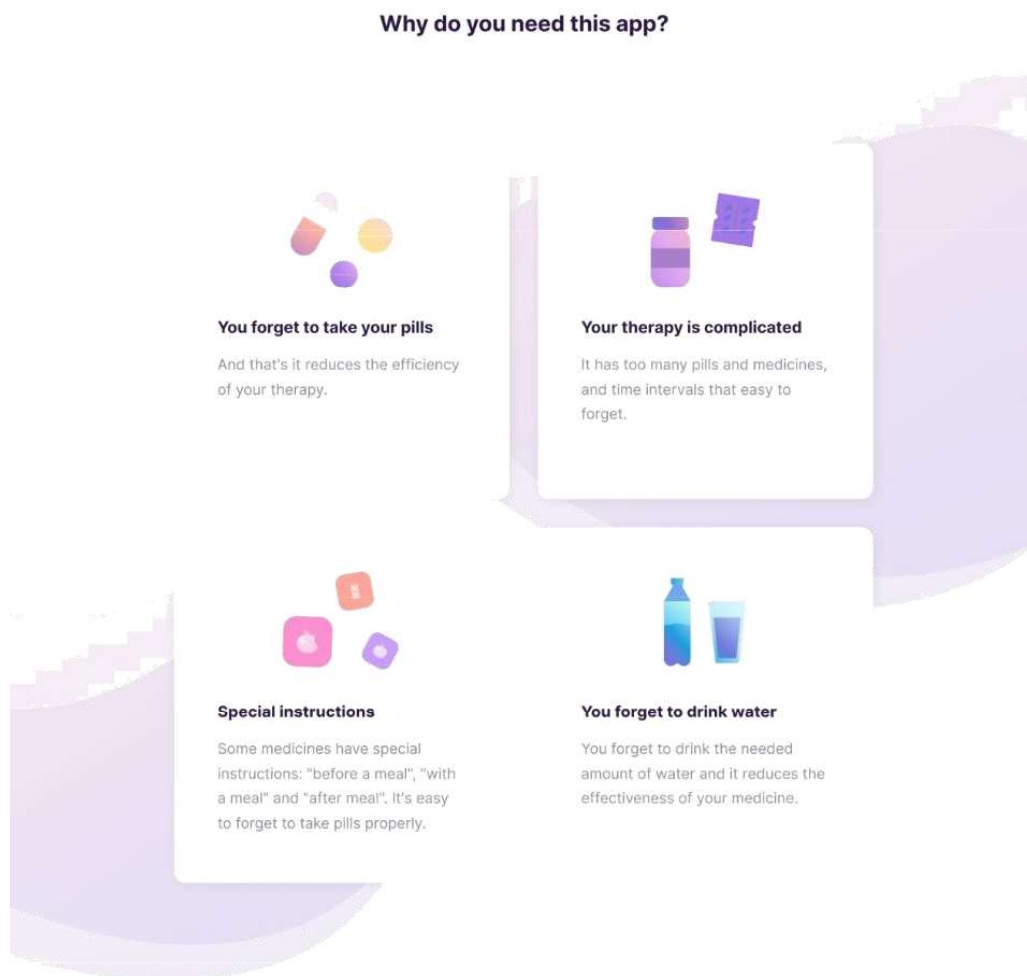 Why do you need this app?
You forget to take your pills
And that's it reduces the efficiency
of your therapy.
Your therapy is complicated
It has too many pills and medicines,
and time intervals that easy to
forget.
Special instructions
Some medicines have special
instructions: "before a meal", "with
a meal" and "after meal". It's easy
to forget to take pills properly.
You forget to drink water
You forget to drink the needed
amount of water and it reduces the
effectiveness of your medicine.